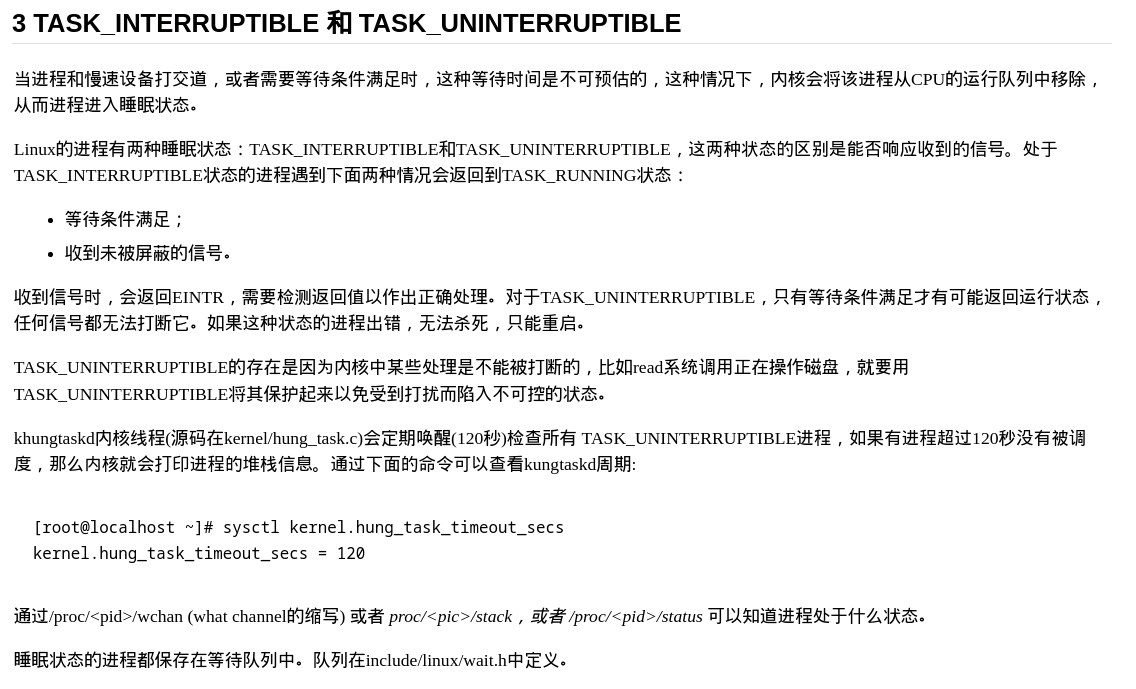 3 TASK_INTERRUPTIBLE 和 TASK_UNINTERRUPTIBLE
当进程和慢速设备打交道，或者需要等待条件满足时，这种等待时间是不可预估的，这种情况下，内核会将该进程从CPU的运行队列中移除，
从而进程进入睡眠状态。
Linux的进程有两种睡眠状态：TASK_INTERRUPTIBLE和TASK_UNINTERRUPTIBLE，这两种状态的区别是能否响应收到的信号。处于
TASK_INTERRUPTIBLE状态的进程遇到下面两种情况会返回到TASK_RUNNING状态：
• 等待条件满足；
• 收到未被屏蔽的信号。
收到信号时，会返回EINTR，需要检测返回值以作出正确处理。对于TASK_UNINTERRUPTIBLE，只有等待条件满足才有可能返回运行状态，
任何信号都无法打断它。如果这种状态的进程出错，无法杀死，只能重启。
TASK_UNINTERRUPTIBLE的存在是因为内核中某些处理是不能被打断的，比如read系统调用正在操作磁盘，就要用
TASK_UNINTERRUPTIBLE将其保护起来以免受到打扰而陷入不可控的状态。
khungtaskd内核线程(源码在kernel/hung_task.c)会定期唤醒(120秒)检查所有 TASK_UNINTERRUPTIBLE进程，如果有进程超过120秒没有被调
度，那么内核就会打印进程的堆栈信息。通过下面的命令可以查看kungtaskd周期:
[root@localhost ~]# sysctl kernel.hung_task_timeout_secs
kernel.hung_task_timeout_secs = 120
通过/proc/<pid>/wchan (what channel的缩写) 或者 proc/<pic>/stack，或者 /proc/<pid>/status 可以知道进程处于什么状态。
睡眠状态的进程都保存在等待队列中。队列在include/linux/wait.h中定义。